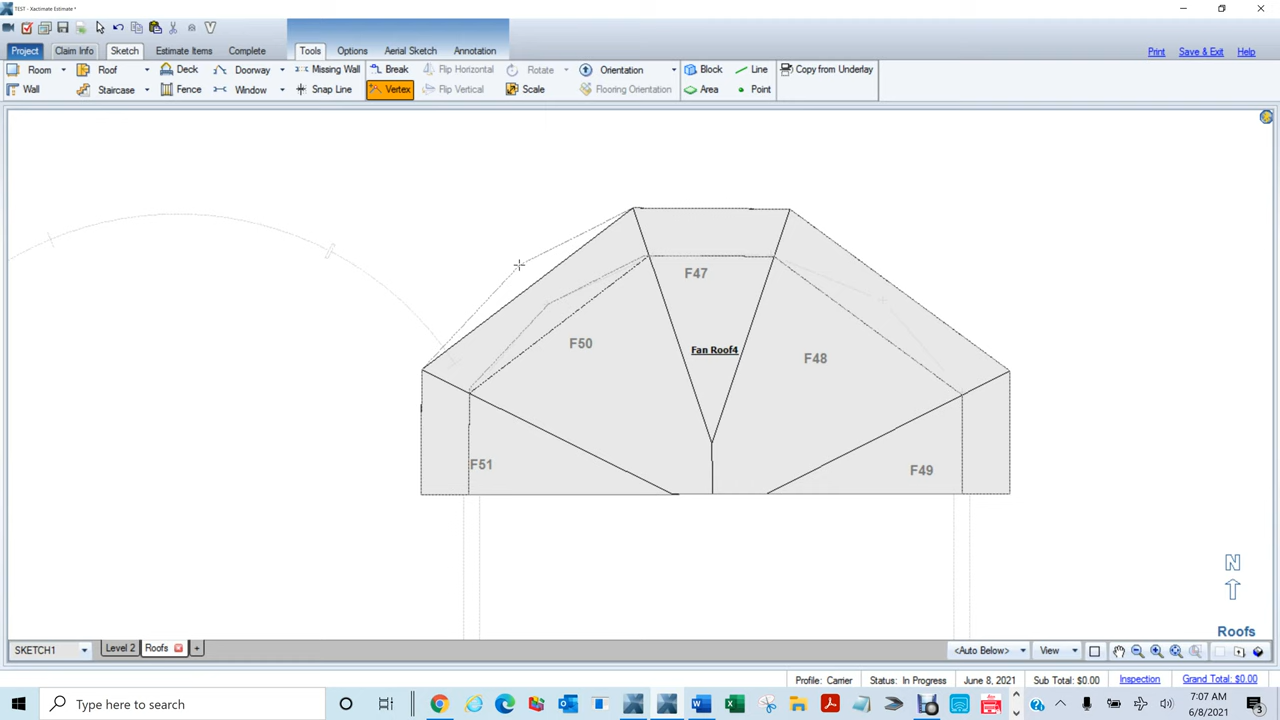 TEST - Xactimate Estimate *
Project Claim Info Sketch Estimate Items Complete Tools Options Aerial Sketch Annotation Print Save & Exit Help
Room Roof Deck Doorway Missing Wall Break Flip Horizontal Rotate Orientation Block Line Copy from Underlay
Wall Staircase Fence Window Snap Line Vertex Flip Vertical Scale Flooring Orientation Area Point
F47
F50
Fan Roof4
F48
F51
F49
N
Roofs
SKETCH1 Level 2 Roofs + <Auto Below> View
Profile: Carrier Status: In Progress June 8, 2021 Sub Total: $0.00 Inspection Grand Total: $0.00
Type here to search
7:07 AM
6/8/2021
3